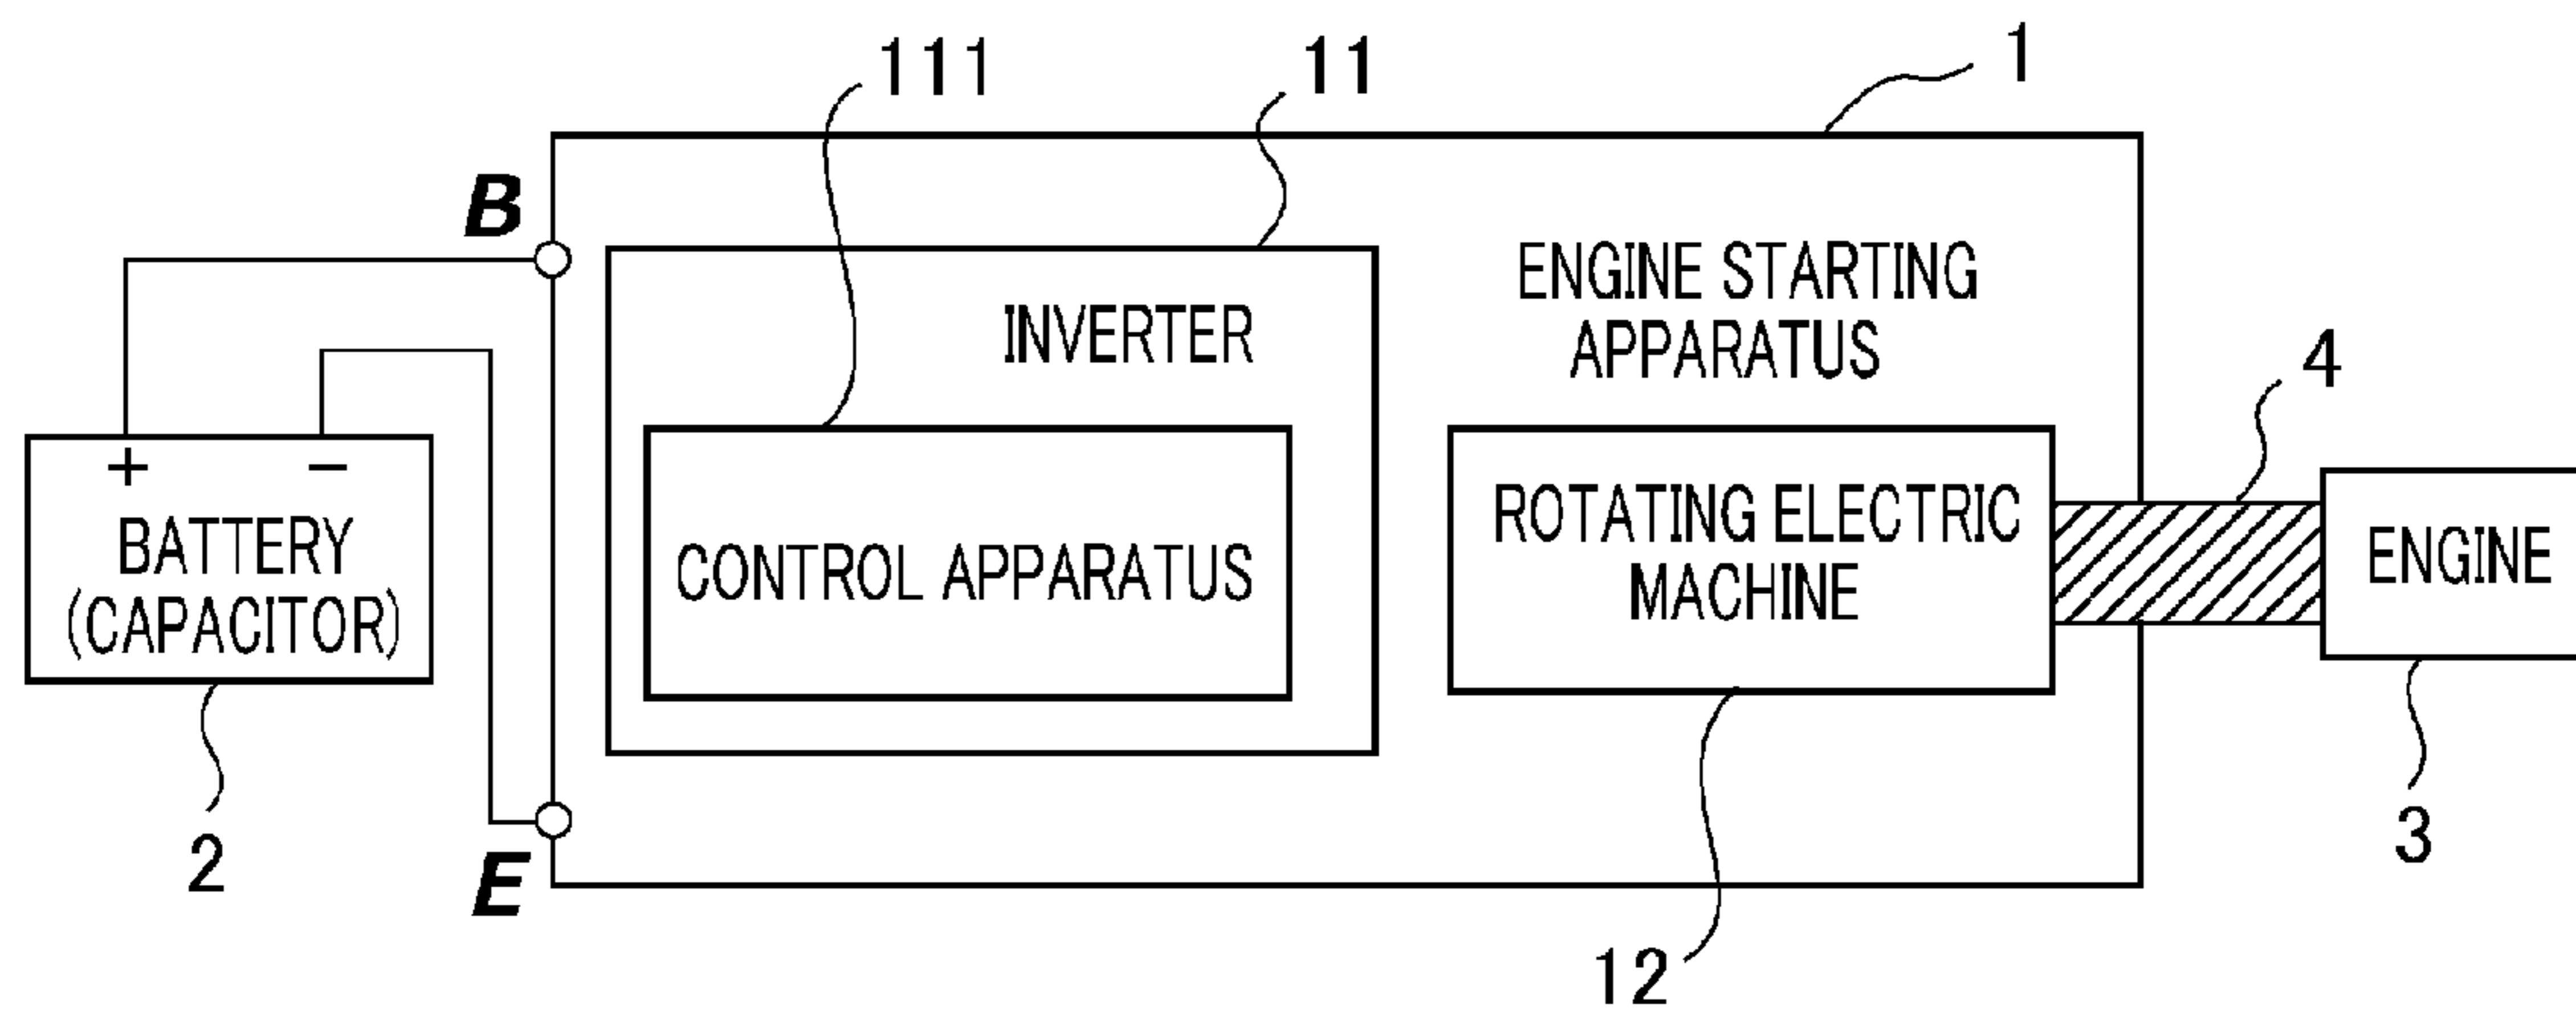 111
11
1
B
ENGINE STARTING
APPARATUS
INVERTER
4
+ −
BATTERY
(CAPACITOR)
CONTROL APPARATUS
ROTATING ELECTRIC
MACHINE
ENGINE
2
E
12
3